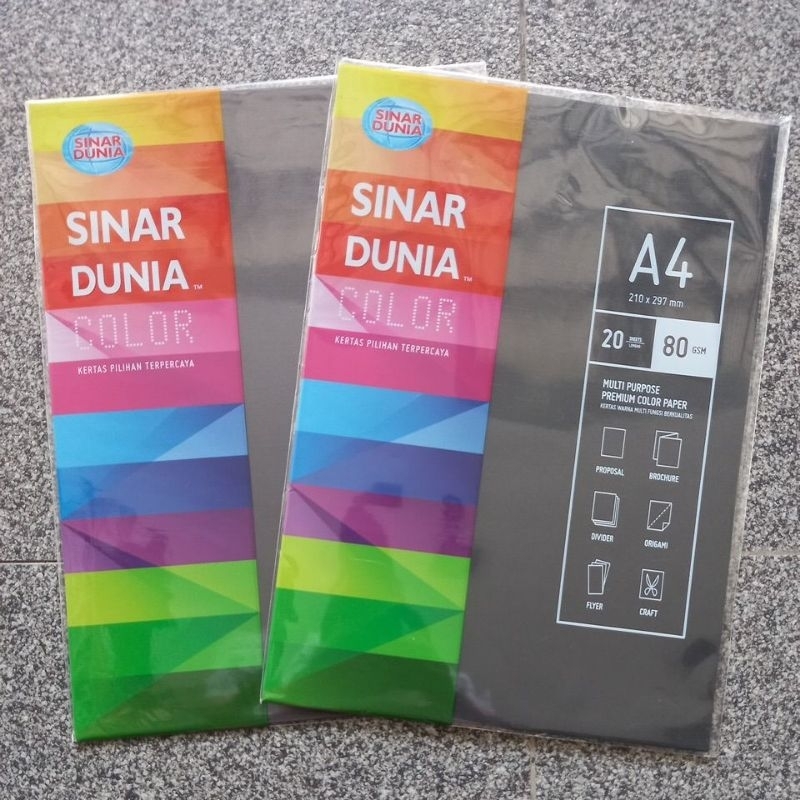 SINAR
DUNIA
SINAR
DUNIA™
COLOR
KERTAS PILIHAN TERPERCAYA
SINAR
DUNIA
SINAR
DUNIA™
COLOR
KERTAS PILIHAN TERPERCAYA
A4
210 x 297 mm
20 SHEETS
LEMBAR
80 GSM
MULTI PURPOSE
PREMIUM COLOR PAPER
KERTAS WARNA MULTI FUNGSI BERKUALITAS
PROPOSAL
BROCHURE
DIVIDER
ORIGAMI
FLYER
CRAFT